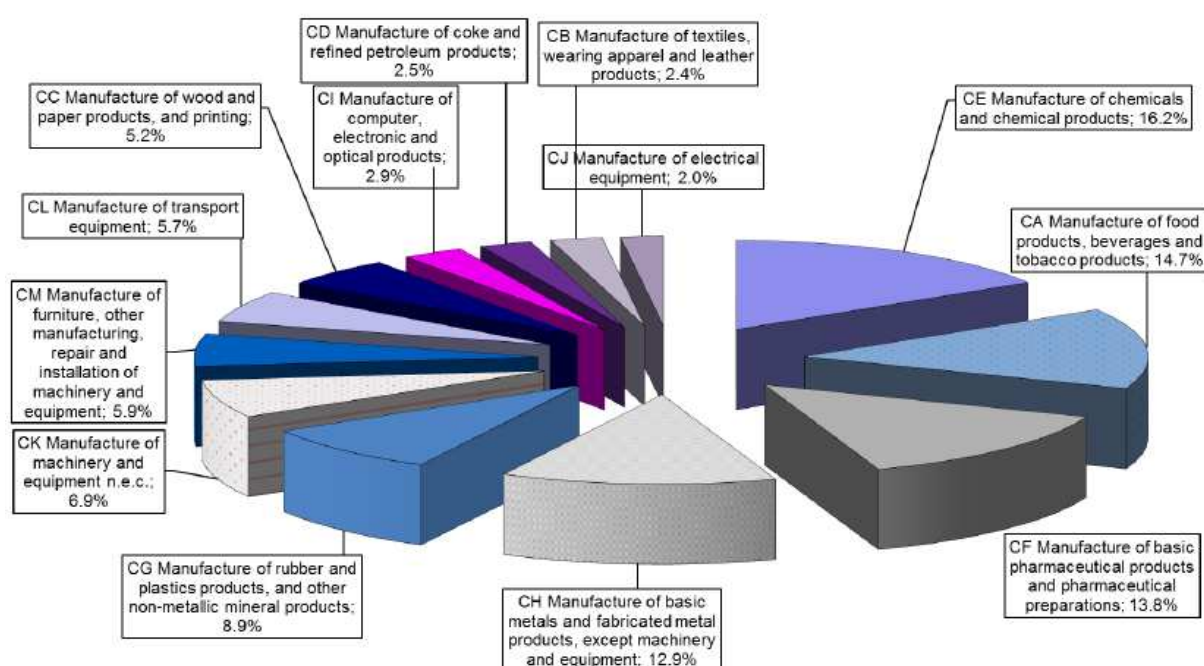 CD Manufacture of coke and
refined petroleum products;
2.5%
CB Manufacture of textiles,
wearing apparel and leather
products; 2.4%
CC Manufacture of wood and
paper products, and printing;
5.2%
CI Manufacture of
computer,
electronic and
optical products;
2.9%
CE Manufacture of chemicals
and chemical products; 16.2%
CJ Manufacture of electrical
equipment; 2.0%
CL Manufacture of transport
equipment; 5.7%
CA Manufacture of food
products, beverages and
tobacco products; 14.7%
CM Manufacture of
furniture, other
manufacturing,
repair and
installation of
machinery and
equipment; 5.9%
CK Manufacture of
machinery and
equipment n.e.c.;
6.9%
CG Manufacture of rubber and
plastics products, and other
non-metallic mineral products;
8.9%
CH Manufacture of basic
metals and fabricated metal
products, except machinery
and equipment; 12.9%
CF Manufacture of basic
pharmaceutical products
and pharmaceutical
preparations; 13.8%